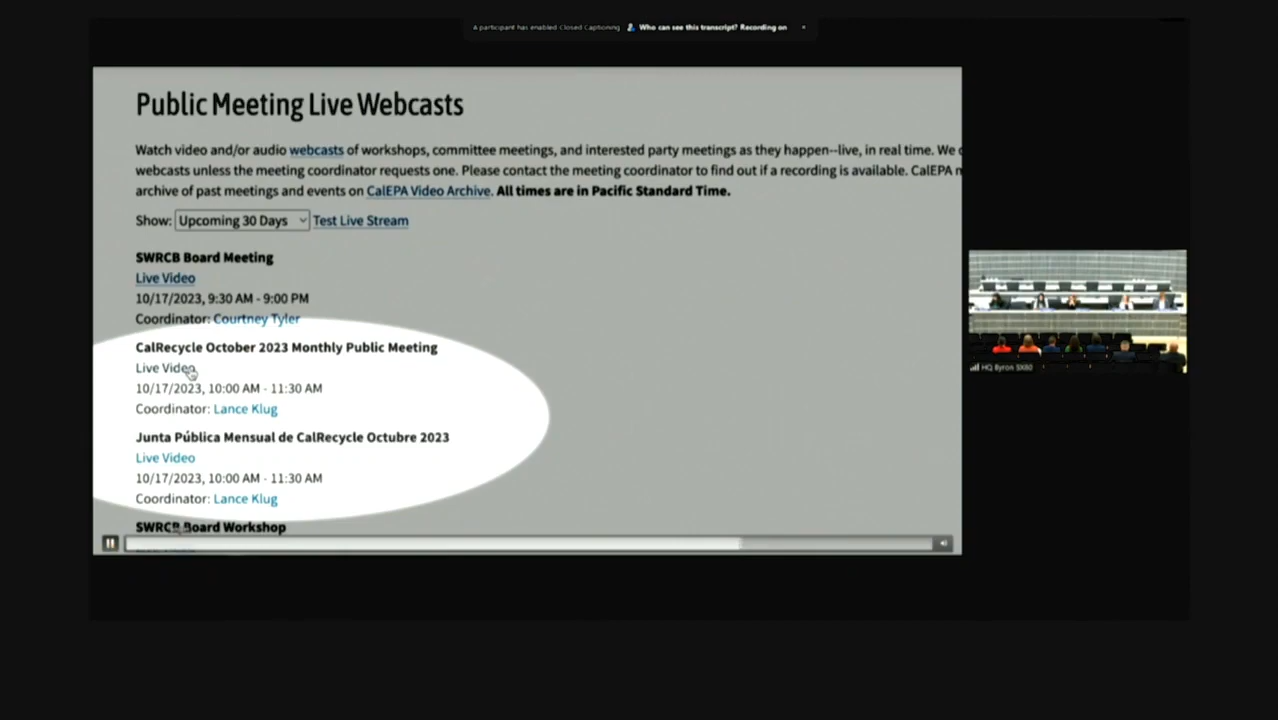 A participant has enabled Closed Captioning Who can see this transcript? Recording on
Public Meeting Live Webcasts
Watch video and/or audio webcasts of workshops, committee meetings, and interested party meetings as they happen--live, in real time. We
webcasts unless the meeting coordinator requests one. Please contact the meeting coordinator to find out if a recording is available. CalEPA
archive of past meetings and events on CalEPA Video Archive. All times are in Pacific Standard Time.
Show: Upcoming 30 Days Test Live Stream
SWRCB Board Meeting
Live Video
10/17/2023, 9:30 AM - 9:00 PM
Coordinator: Courtney Tyler
CalRecycle October 2023 Monthly Public Meeting
Live Video
10/17/2023, 10:00 AM - 11:30 AM
Coordinator: Lance Klug
Junta Pública Mensual de CalRecycle Octubre 2023
Live Video
10/17/2023, 10:00 AM - 11:30 AM
Coordinator: Lance Klug
SWRCB Board Workshop
HQ Byron SX80